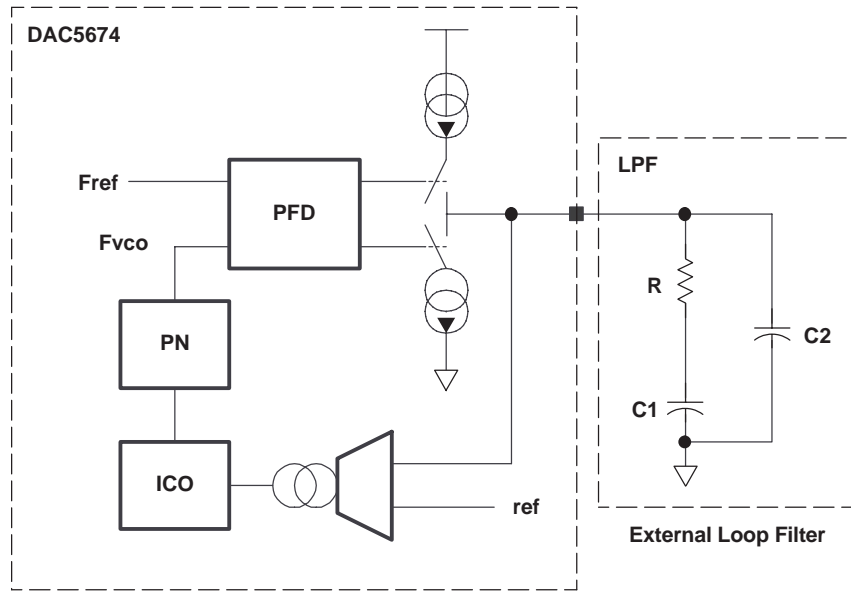 DAC5674
LPF
Fref
PFD
Fvco
R
PN
C2
C1
ICO
ref
External Loop Filter